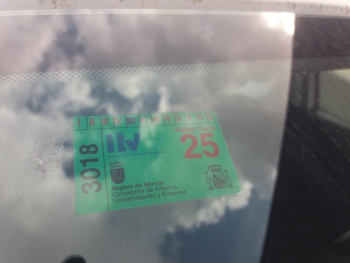 3018
itv
25
Región de Murcia
Consejería de Empleo,
Universidades y Empresa